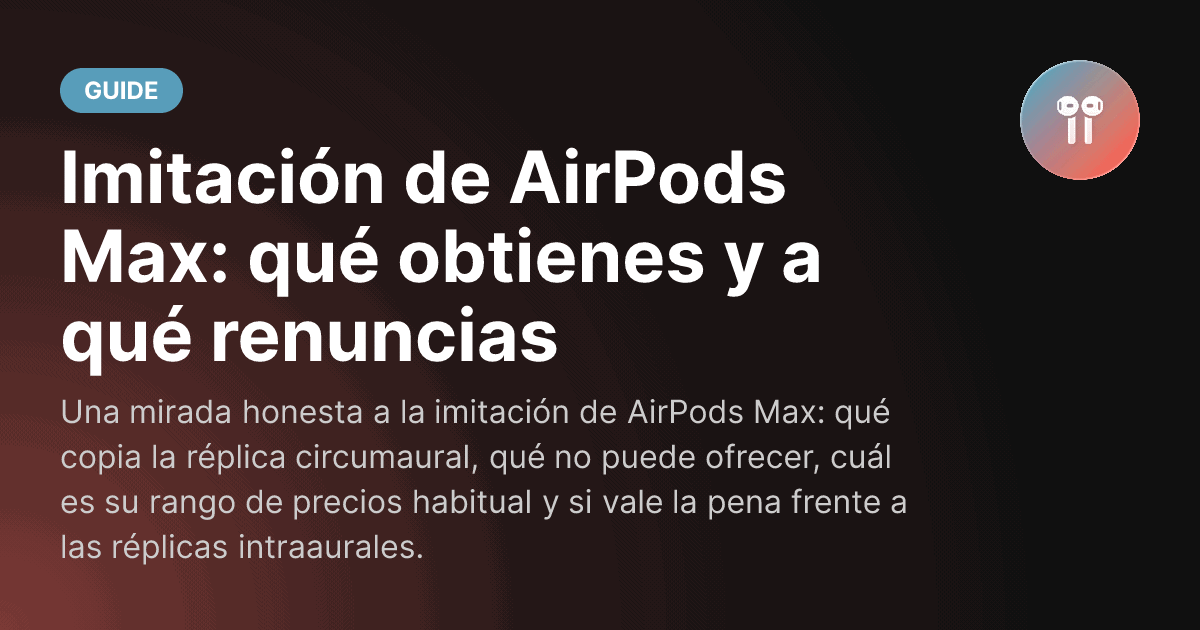 GUIDE
Imitación de AirPods
Max: qué obtienes y a
qué renuncias
Una mirada honesta a la imitación de AirPods Max: qué
copia la réplica circumaural, qué no puede ofrecer, cuál
es su rango de precios habitual y si vale la pena frente a
las réplicas intraaurales.